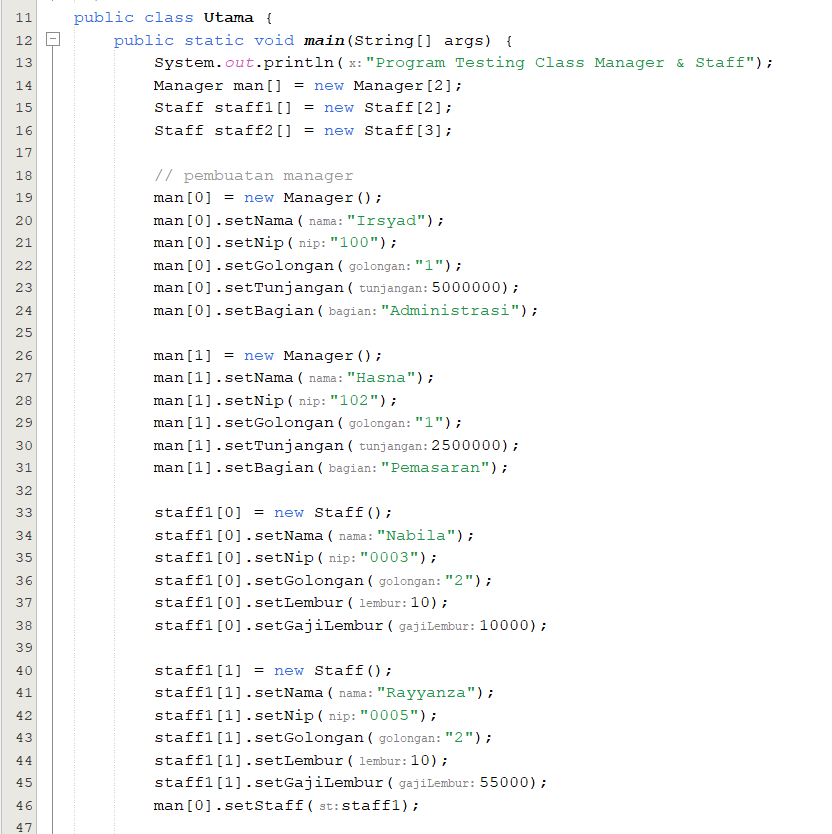 11 public class Utama {
12 public static void main(String[] args) {
13 System.out.println( x: "Program Testing Class Manager & Staff");
14 Manager man[] = new Manager[2];
15 Staff staff1[] = new Staff[2];
16 Staff staff2[] = new Staff[3];
17
18 // pembuatan manager
19 man[0] = new Manager();
20 man[0].setNama( nama: "Irsyad");
21 man[0].setNip( nip: "100");
22 man[0].setGolongan( golongan: "1");
23 man[0].setTunjangan( tunjangan: 5000000);
24 man[0].setBagian( bagian: "Administrasi");
25
26 man[1] = new Manager();
27 man[1].setNama( nama: "Hasna");
28 man[1].setNip( nip: "102");
29 man[1].setGolongan( golongan: "1");
30 man[1].setTunjangan( tunjangan: 2500000);
31 man[1].setBagian( bagian: "Pemasaran");
32
33 staff1[0] = new Staff();
34 staff1[0].setNama( nama: "Nabila");
35 staff1[0].setNip( nip: "0003");
36 staff1[0].setGolongan( golongan: "2");
37 staff1[0].setLembur( lembur: 10);
38 staff1[0].setGajiLembur( gajiLembur: 10000);
39
40 staff1[1] = new Staff();
41 staff1[1].setNama( nama: "Rayyanza");
42 staff1[1].setNip( nip: "0005");
43 staff1[1].setGolongan( golongan: "2");
44 staff1[1].setLembur( lembur: 10);
45 staff1[1].setGajiLembur( gajiLembur: 55000);
46 man[0].setStaff( st: staff1);
47